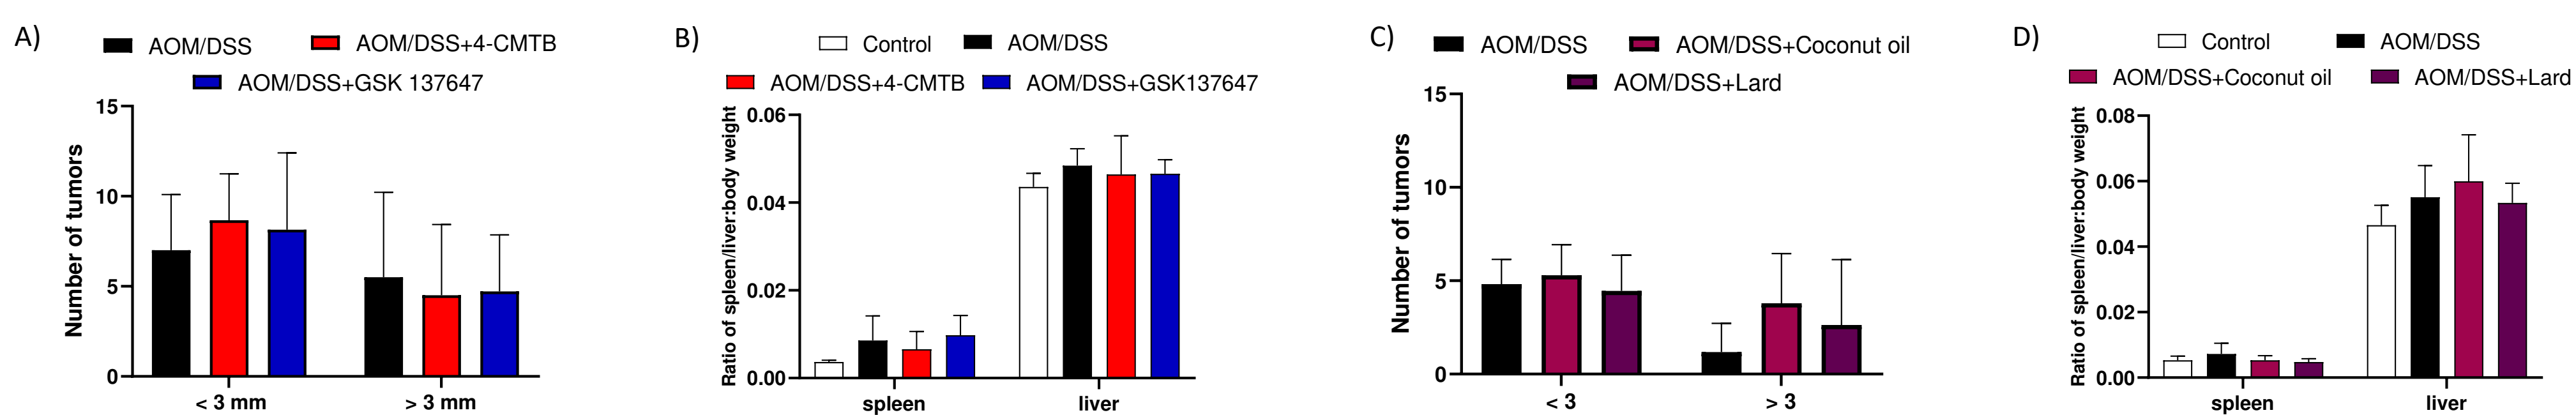 A)
AOM/DSS AOM/DSS+4-CMTB
AOM/DSS+GSK 137647
Number of tumors
15
10
5
0
< 3 mm > 3 mm
B)
Control AOM/DSS
AOM/DSS+4-CMTB AOM/DSS+GSK137647
Ratio of spleen/liver:body weight
0.06
0.04
0.02
0.00
spleen liver
C)
AOM/DSS AOM/DSS+Coconut oil
AOM/DSS+Lard
Number of tumors
15
10
5
0
< 3 > 3
D)
Control AOM/DSS
AOM/DSS+Coconut oil AOM/DSS+Lard
Ratio of spleen/liver:body weight
0.08
0.06
0.04
0.02
0.00
spleen liver